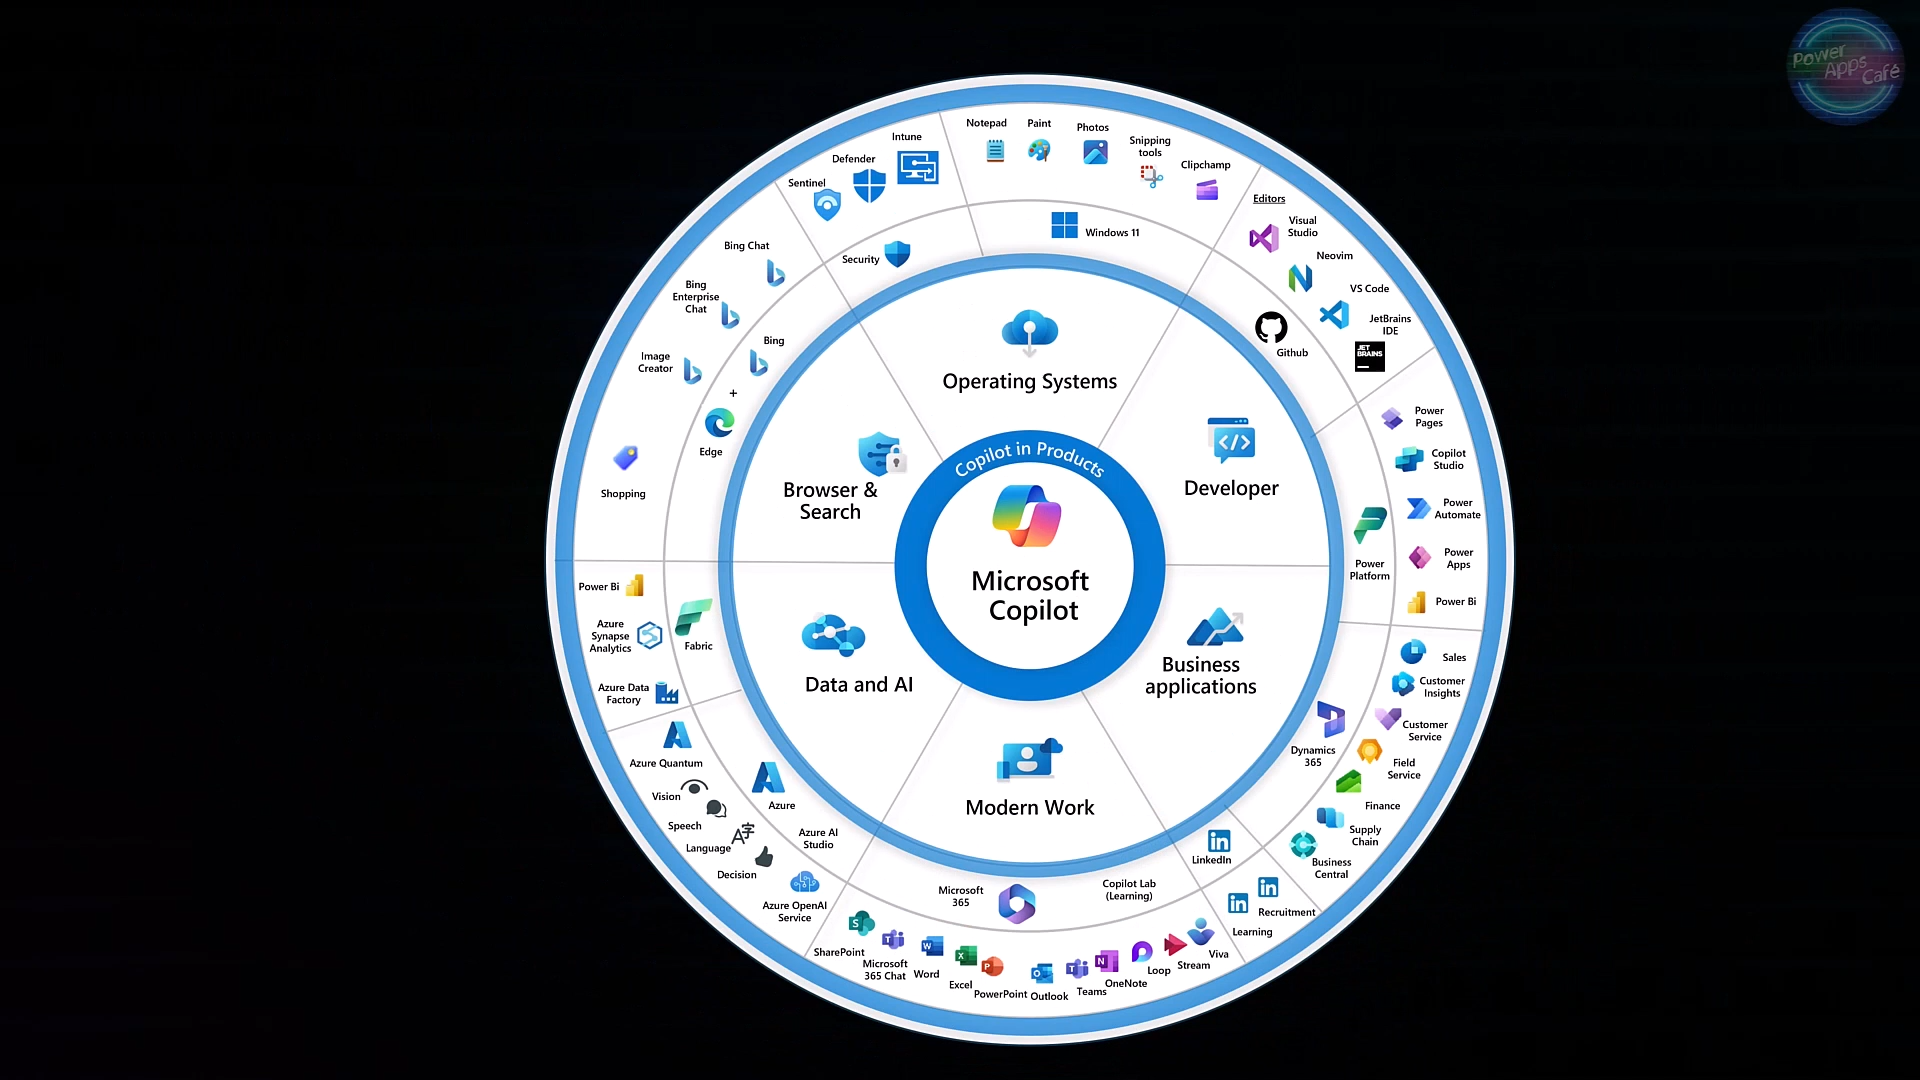 Power
Apps
Café
Copilot in Products
Microsoft
Copilot
Operating Systems
Developer
Business
applications
Modern Work
Data and AI
Browser &
Search
Windows 11
Notepad
Paint
Photos
Snipping
tools
Clipchamp
Editors
Visual
Studio
Neovim
VS Code
JetBrains
IDE
JET
BRAINS
Github
Power
Pages
Copilot
Studio
Power
Automate
Power
Apps
Power Bi
Power
Platform
Sales
Customer
Insights
Customer
Service
Field
Service
Finance
Supply
Chain
Business
Central
Dynamics
365
LinkedIn
Recruitment
Learning
Microsoft
365
Copilot Lab
(Learning)
Viva
Stream
Loop
OneNote
Teams
Outlook
PowerPoint
Excel
Word
Microsoft
365 Chat
SharePoint
Azure
Azure AI
Studio
Azure OpenAI
Service
Decision
Language
Speech
Vision
Azure Quantum
Fabric
Azure Data
Factory
Azure
Synapse
Analytics
Power Bi
Shopping
Edge
+
Bing
Image
Creator
Bing
Enterprise
Chat
Bing Chat
Security
Sentinel
Defender
Intune